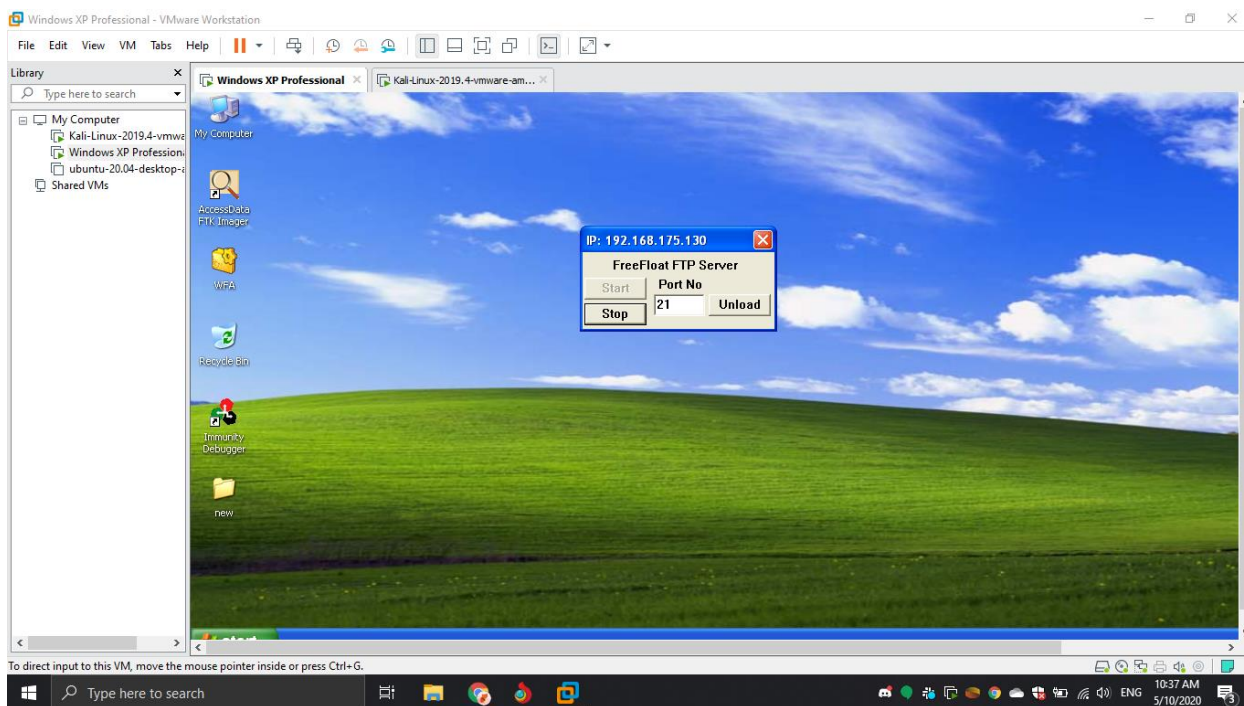 Windows XP Professional - VMware Workstation
File Edit View VM Tabs Help
Library
Type here to search
My Computer
Kali-Linux-2019.4-vmwa
Windows XP Profession
ubuntu-20.04-desktop-a
Shared VMs
Windows XP Professional
Kali-Linux-2019.4-vmware-am...
My Computer
AccessData
FTK Imager
WFA
Recycle Bin
Immunity
Debugger
new
IP: 192.168.175.130
FreeFloat FTP Server
Start
Port No
Stop
21
Unload
start
To direct input to this VM, move the mouse pointer inside or press Ctrl+G.
Type here to search
ENG
10:37 AM
5/10/2020
3